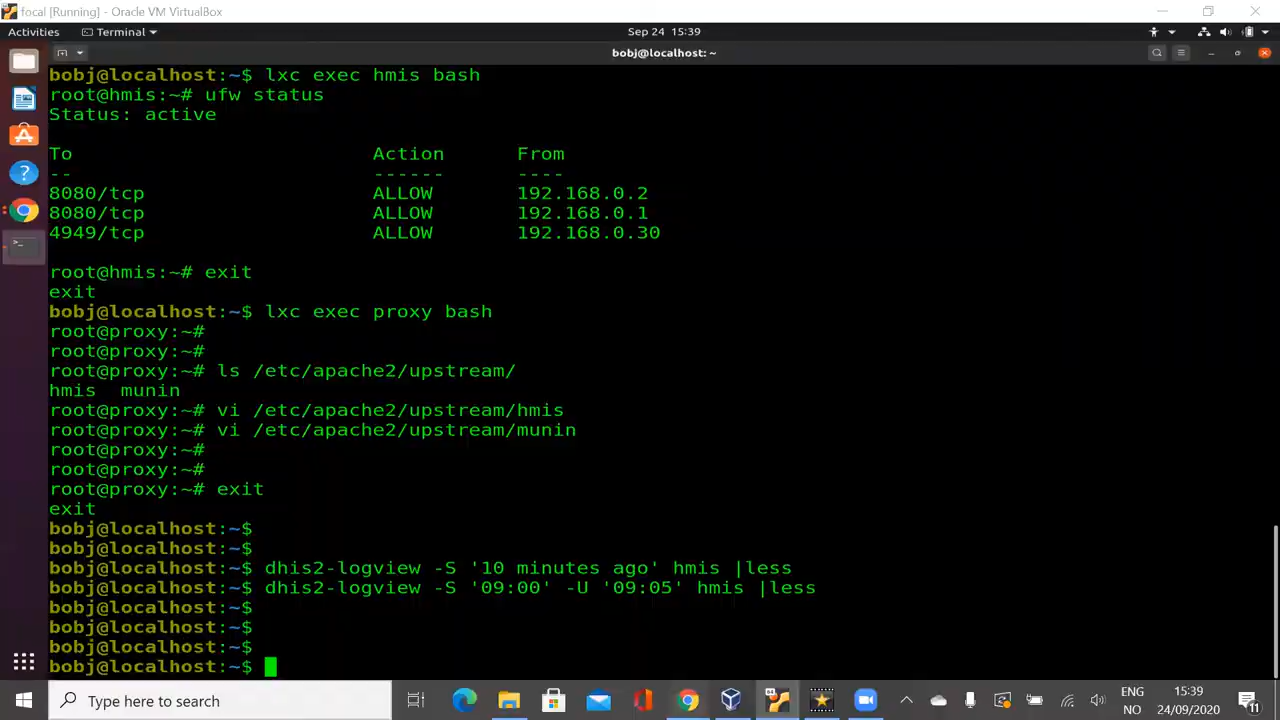 focal [Running] - Oracle VM VirtualBox
Activities Terminal Sep 24 15:39
bobj@localhost: ~
bobj@localhost:~$ lxc exec hmis bash
root@hmis:~# ufw status
Status: active
To Action From
-- ------ ----
8080/tcp ALLOW 192.168.0.2
8080/tcp ALLOW 192.168.0.1
4949/tcp ALLOW 192.168.0.30
root@hmis:~# exit
exit
bobj@localhost:~$ lxc exec proxy bash
root@proxy:~#
root@proxy:~#
root@proxy:~# ls /etc/apache2/upstream/
hmis munin
root@proxy:~# vi /etc/apache2/upstream/hmis
root@proxy:~# vi /etc/apache2/upstream/munin
root@proxy:~#
root@proxy:~#
root@proxy:~# exit
exit
bobj@localhost:~$
bobj@localhost:~$
bobj@localhost:~$ dhis2-logview -S '10 minutes ago' hmis |less
bobj@localhost:~$ dhis2-logview -S '09:00' -U '09:05' hmis |less
bobj@localhost:~$
bobj@localhost:~$
bobj@localhost:~$
bobj@localhost:~$
Type here to search
ENG 15:39
NO 24/09/2020
11